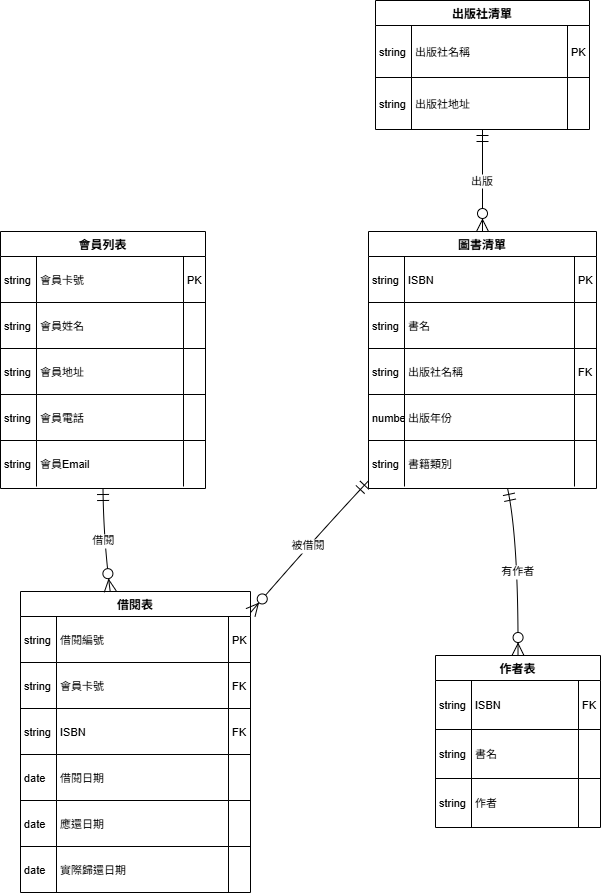 出版社清單
string 出版社名稱 PK
string 出版社地址
出版
會員列表
string 會員卡號 PK
string 會員姓名
string 會員地址
string 會員電話
string 會員Email
圖書清單
string ISBN PK
string 書名
string 出版社名稱 FK
numbe 出版年份
string 書籍類別
借閱
被借閱
有作者
借閱表
string 借閱編號 PK
string 會員卡號 FK
string ISBN FK
date 借閱日期
date 應還日期
date 實際歸還日期
作者表
string ISBN FK
string 書名
string 作者